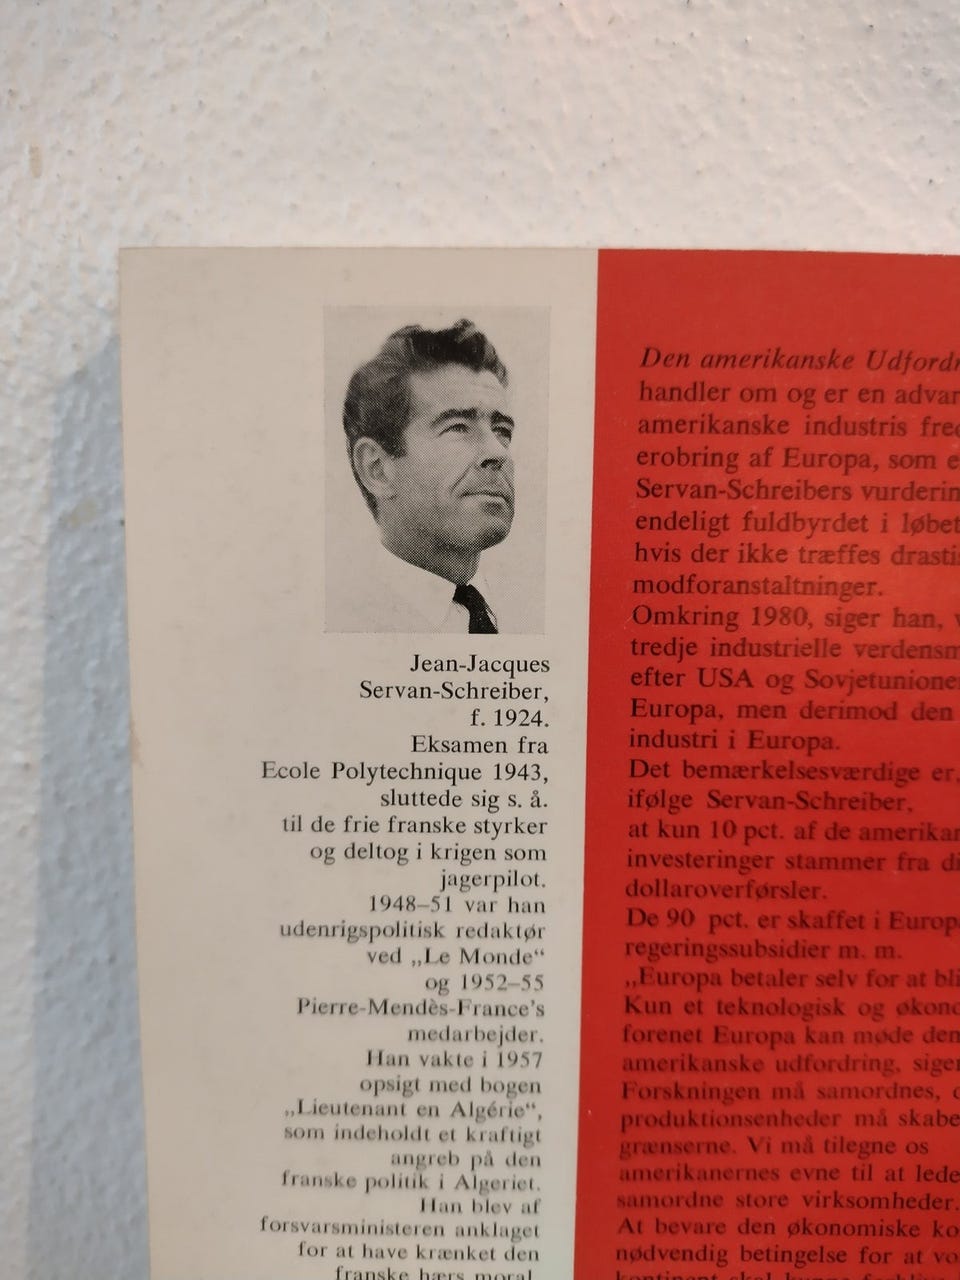 Jean-Jacques
Servan-Schreiber,
f. 1924.
Eksamen fra
Ecole Polytechnique 1943,
sluttede sig s. å.
til de frie franske styrker
og deltog i krigen som
jagerpilot.
1948–51 var han
udenrigspolitisk redaktør
ved „Le Monde“
og 1952–55
Pierre-Mendès-France's
medarbejder.
Han vakte i 1957
opsigt med bogen
„Lieutenant en Algérie“,
som indeholdt et kraftigt
angreb på den
franske politik i Algeriet.
Han blev af
forsvarsministeren anklaget
for at have krænket den
franske hærs moral
Den amerikanske
handler om og er en
amerikanske industris
erobring af Europa, som
Servan-Schreibers
endeligt fuldbyrdet i
hvis der ikke træffes
modforanstaltninger.
Omkring 1980, siger han,
tredje industrielle
efter USA og
Europa, men derimod den
industri i Europa.
Det bemærkelsesværdige er,
ifølge Servan-Schreiber,
at kun 10 pct. af de
investeringer stammer fra
dollaroverførsler.
De 90 pct. er skaffet i
regeringssubsidier m. m.
„Europa betaler selv for at
Kun et teknologisk og
forenet Europa kan møde
amerikanske udfordring,
Forskningen må samordnes,
produktionsenheder må
grænserne. Vi må tilegne os
amerikanernes evne til at
samordne store virksomheder.
At bevare den økonomiske
nødvendig betingelse for at